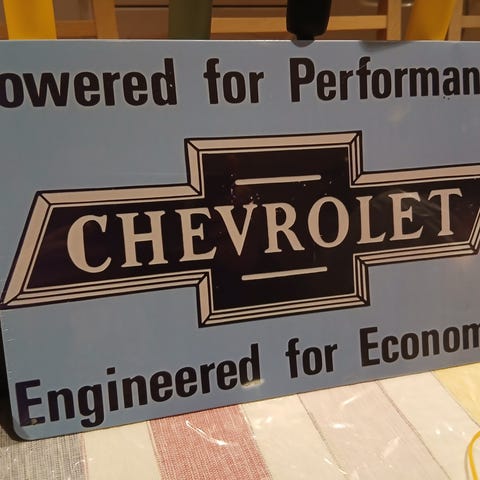 owered for Performan
CHEVROLET
Engineered for Econom